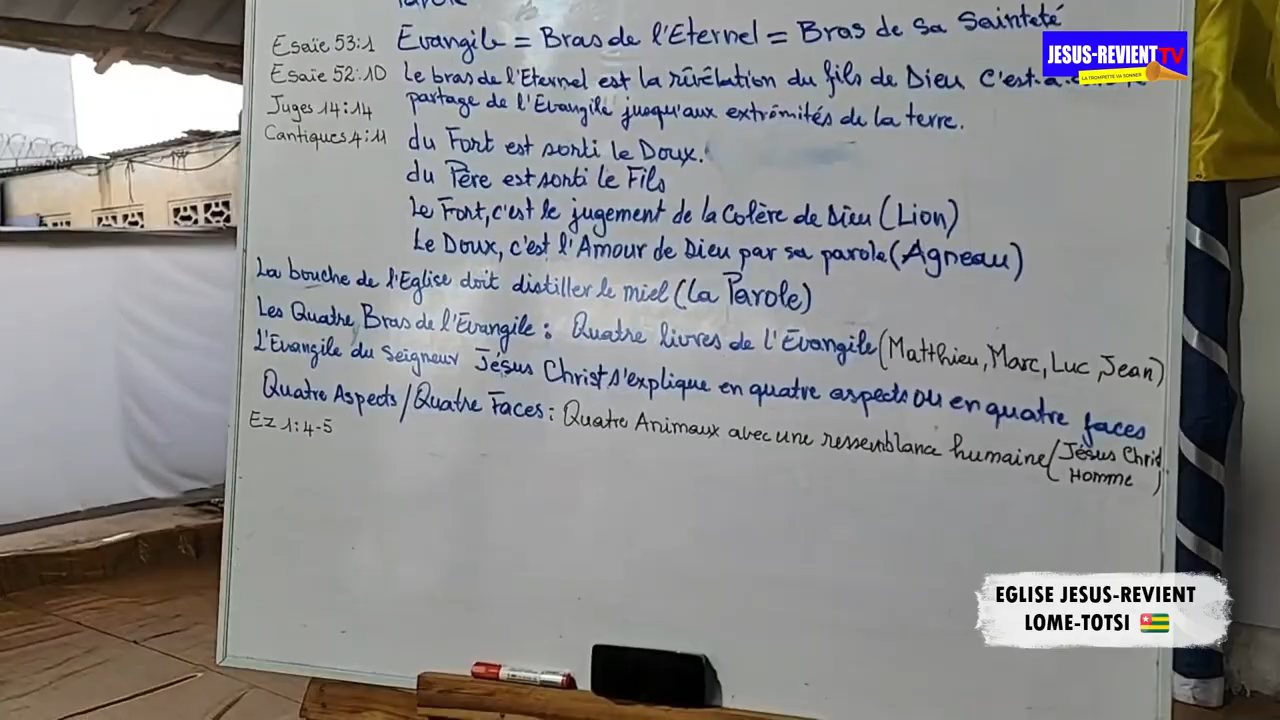 Esaïe 53:1
Evangile = Bras de l'Eternel = Bras de sa Sainteté
Esaïe 52:10
Le bras de l'Eternel est la révélation du fils de Dieu C'est-à-
partage de l'Evangile jusqu'aux extrémités de la terre.
Juges 14:14
Cantiques 4:11
du Fort est sorti le Doux.
du Père est sorti le Fils
Le Fort, c'est le jugement de la Colère de Dieu (Lion)
Le Doux, c'est l'Amour de Dieu par sa parole (Agneau)
La bouche de l'Eglise doit distiller le miel (La Parole)
Les Quatre Bras de l'Evangile : Quatre livres de l'Evangile (Matthieu, Marc, Luc, Jean)
L'Evangile du Seigneur Jésus Christ s'explique en quatre aspects ou en quatre faces
Quatre Aspects / Quatre Faces : Quatre Animaux avec une ressemblance humaine (Jésus Christ
Homme)
Ez 1:4-5
JESUS-REVIENT TV
LA TROMPETTE VA SONNER
EGLISE JESUS-REVIENT
LOME-TOTSI